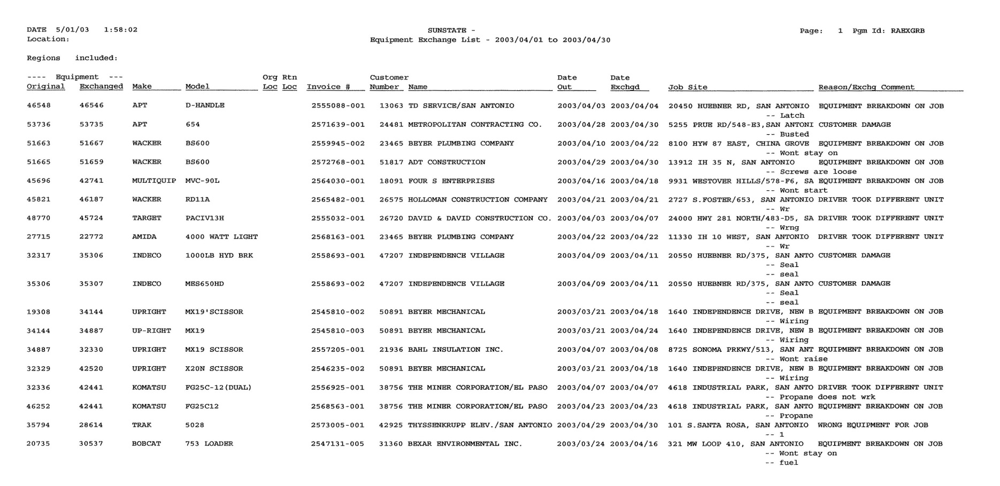 DATE 5/01/03 1:58:02 SUNSTATE - Page: 1 Pgm Id: RAEXGRB
Location: Equipment Exchange List - 2003/04/01 to 2003/04/30
Regions included:
---- Equipment --- Org Rtn Customer Date Date
Original Exchanged Make Model Loc Loc Invoice # Number Name Out Exchgd Job Site Reason/Exchg Comment
46548 46546 APT D-HANDLE 2555088-001 13063 TD SERVICE/SAN ANTONIO 2003/04/03 2003/04/04 20450 HUEBNER RD, SAN ANTONIO EQUIPMENT BREAKDOWN ON JOB
-- Latch
53736 53735 APT 654 2571639-001 24481 METROPOLITAN CONTRACTING CO. 2003/04/28 2003/04/30 5255 PRUE RD/548-E3,SAN ANTONI CUSTOMER DAMAGE
-- Busted
51663 51667 WACKER BS600 2559945-002 23465 BEYER PLUMBING COMPANY 2003/04/10 2003/04/22 8100 HYW 87 EAST, CHINA GROVE EQUIPMENT BREAKDOWN ON JOB
-- Wont stay on
51665 51659 WACKER BS600 2572768-001 51817 ADT CONSTRUCTION 2003/04/29 2003/04/30 13912 IH 35 N, SAN ANTONIO EQUIPMENT BREAKDOWN ON JOB
-- Screws are loose
45696 42741 MULTIQUIP MVC-90L 2564030-001 18091 FOUR S ENTERPRISES 2003/04/16 2003/04/18 9931 WESTOVER HILLS/578-F6, SA EQUIPMENT BREAKDOWN ON JOB
-- Wont start
45821 46187 WACKER RD11A 2565482-001 26575 HOLLOMAN CONSTRUCTION COMPANY 2003/04/21 2003/04/21 2727 S.FOSTER/653, SAN ANTONIO DRIVER TOOK DIFFERENT UNIT
-- Wr
48770 45724 TARGET PACIV13H 2555032-001 26720 DAVID & DAVID CONSTRUCTION CO. 2003/04/03 2003/04/07 24000 HWY 281 NORTH/483-D5, SA DRIVER TOOK DIFFERENT UNIT
-- Wrng
27715 22772 AMIDA 4000 WATT LIGHT 2568163-001 23465 BEYER PLUMBING COMPANY 2003/04/22 2003/04/22 11330 IH 10 WEST, SAN ANTONIO DRIVER TOOK DIFFERENT UNIT
-- Wr
32317 35306 INDECO 1000LB HYD BRK 2558693-001 47207 INDEPENDENCE VILLAGE 2003/04/09 2003/04/11 20550 HUEBNER RD/375, SAN ANTO CUSTOMER DAMAGE
-- Seal
-- seal
35306 35307 INDECO MES650HD 2558693-002 47207 INDEPENDENCE VILLAGE 2003/04/09 2003/04/11 20550 HUEBNER RD/375, SAN ANTO CUSTOMER DAMAGE
-- Seal
-- seal
19308 34144 UPRIGHT MX19'SCISSOR 2545810-002 50891 BEYER MECHANICAL 2003/03/21 2003/04/18 1640 INDEPENDENCE DRIVE, NEW B EQUIPMENT BREAKDOWN ON JOB
-- Wiring
34144 34887 UP-RIGHT MX19 2545810-003 50891 BEYER MECHANICAL 2003/03/21 2003/04/24 1640 INDEPENDENCE DRIVE, NEW B EQUIPMENT BREAKDOWN ON JOB
-- Wiring
34887 32330 UPRIGHT MX19 SCISSOR 2557205-001 21936 BAHL INSULATION INC. 2003/04/07 2003/04/08 8725 SONOMA PRKWY/513, SAN ANT EQUIPMENT BREAKDOWN ON JOB
-- Wont raise
32329 42520 UPRIGHT X20N SCISSOR 2546235-002 50891 BEYER MECHANICAL 2003/03/21 2003/04/18 1640 INDEPENDENCE DRIVE, NEW B EQUIPMENT BREAKDOWN ON JOB
-- Wiring
32336 42441 KOMATSU FG25C-12(DUAL) 2556925-001 38756 THE MINER CORPORATION/EL PASO 2003/04/07 2003/04/07 4618 INDUSTRIAL PARK, SAN ANTO DRIVER TOOK DIFFERENT UNIT
-- Propane does not wrk
46252 42441 KOMATSU FG25C12 2568563-001 38756 THE MINER CORPORATION/EL PASO 2003/04/23 2003/04/23 4618 INDUSTRIAL PARK, SAN ANTO EQUIPMENT BREAKDOWN ON JOB
-- Propane
35794 28614 TRAK 5028 2573005-001 42925 THYSSENKRUPP ELEV./SAN ANTONIO 2003/04/29 2003/04/30 101 S.SANTA ROSA, SAN ANTONIO WRONG EQUIPMENT FOR JOB
-- 1
20735 30537 BOBCAT 753 LOADER 2547131-005 31360 BEXAR ENVIRONMENTAL INC. 2003/03/24 2003/04/16 321 MW LOOP 410, SAN ANTONIO EQUIPMENT BREAKDOWN ON JOB
-- Wont stay on
-- fuel